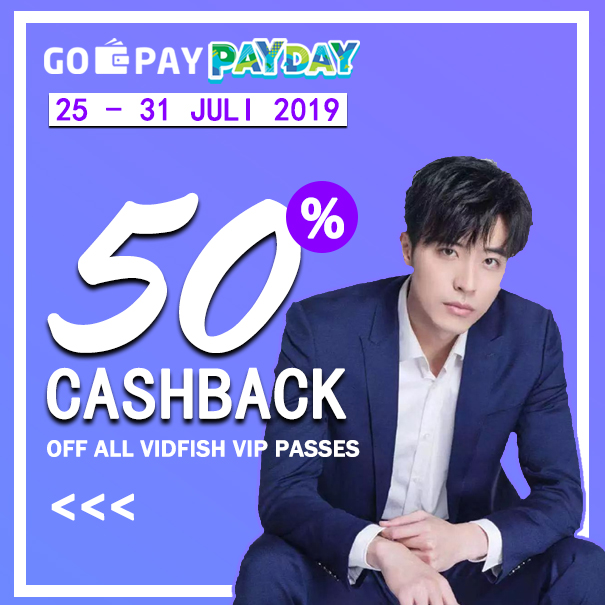 GO PAY PAYDAY
25 - 31 JULI 2019
50%
CASHBACK
OFF ALL VIDFISH VIP PASSES
<<<